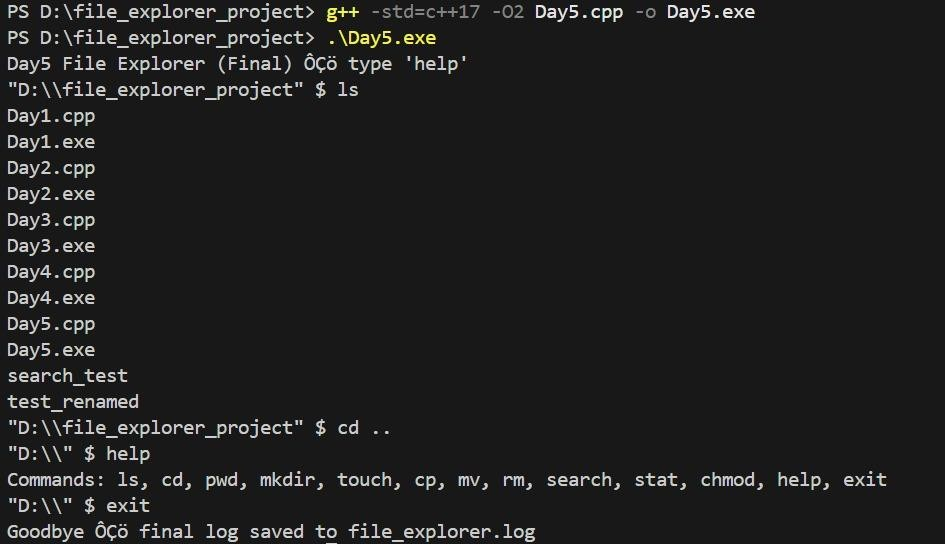 PS D:\file_explorer_project> g++ -std=c++17 -O2 Day5.cpp -o Day5.exe
PS D:\file_explorer_project> .\Day5.exe
Day5 File Explorer (Final) ÔÇö type 'help'
"D:\\file_explorer_project" $ ls
Day1.cpp
Day1.exe
Day2.cpp
Day2.exe
Day3.cpp
Day3.exe
Day4.cpp
Day4.exe
Day5.cpp
Day5.exe
search_test
test_renamed
"D:\\file_explorer_project" $ cd ..
"D:\\" $ help
Commands: ls, cd, pwd, mkdir, touch, cp, mv, rm, search, stat, chmod, help, exit
"D:\\" $ exit
Goodbye ÔÇö final log saved to file_explorer.log